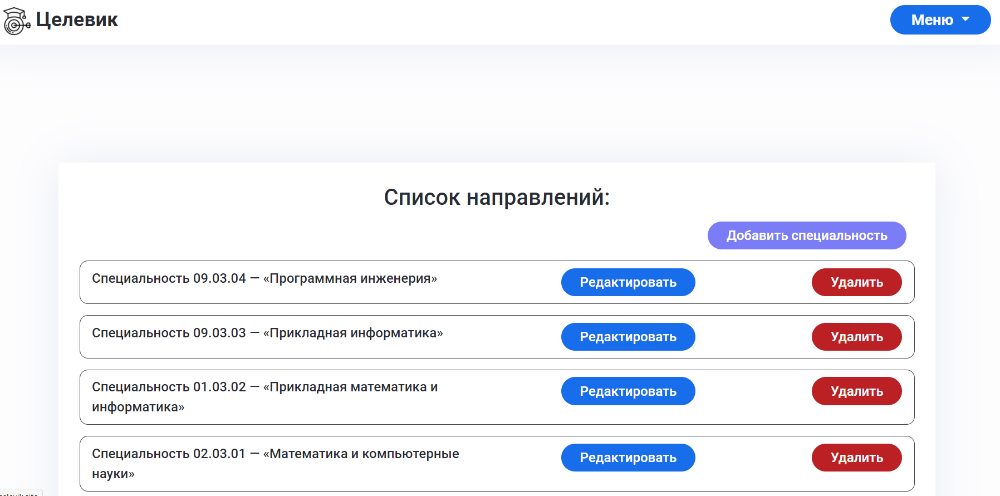 Целевик
Меню
Список направлений:
Добавить специальность
Специальность 09.03.04 — «Программная инженерия»
Редактировать
Удалить
Специальность 09.03.03 — «Прикладная информатика»
Редактировать
Удалить
Специальность 01.03.02 — «Прикладная математика и
информатика»
Редактировать
Удалить
Специальность 02.03.01 — «Математика и компьютерные
науки»
Редактировать
Удалить